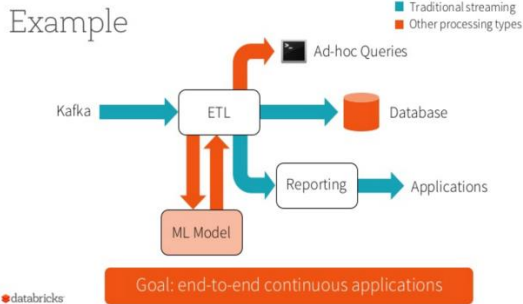 Example
Traditional streaming
Other processing types
Ad-hoc Queries
Kafka
ETL
Database
Reporting
Applications
ML Model
Goal: end-to-end continuous applications
databricks